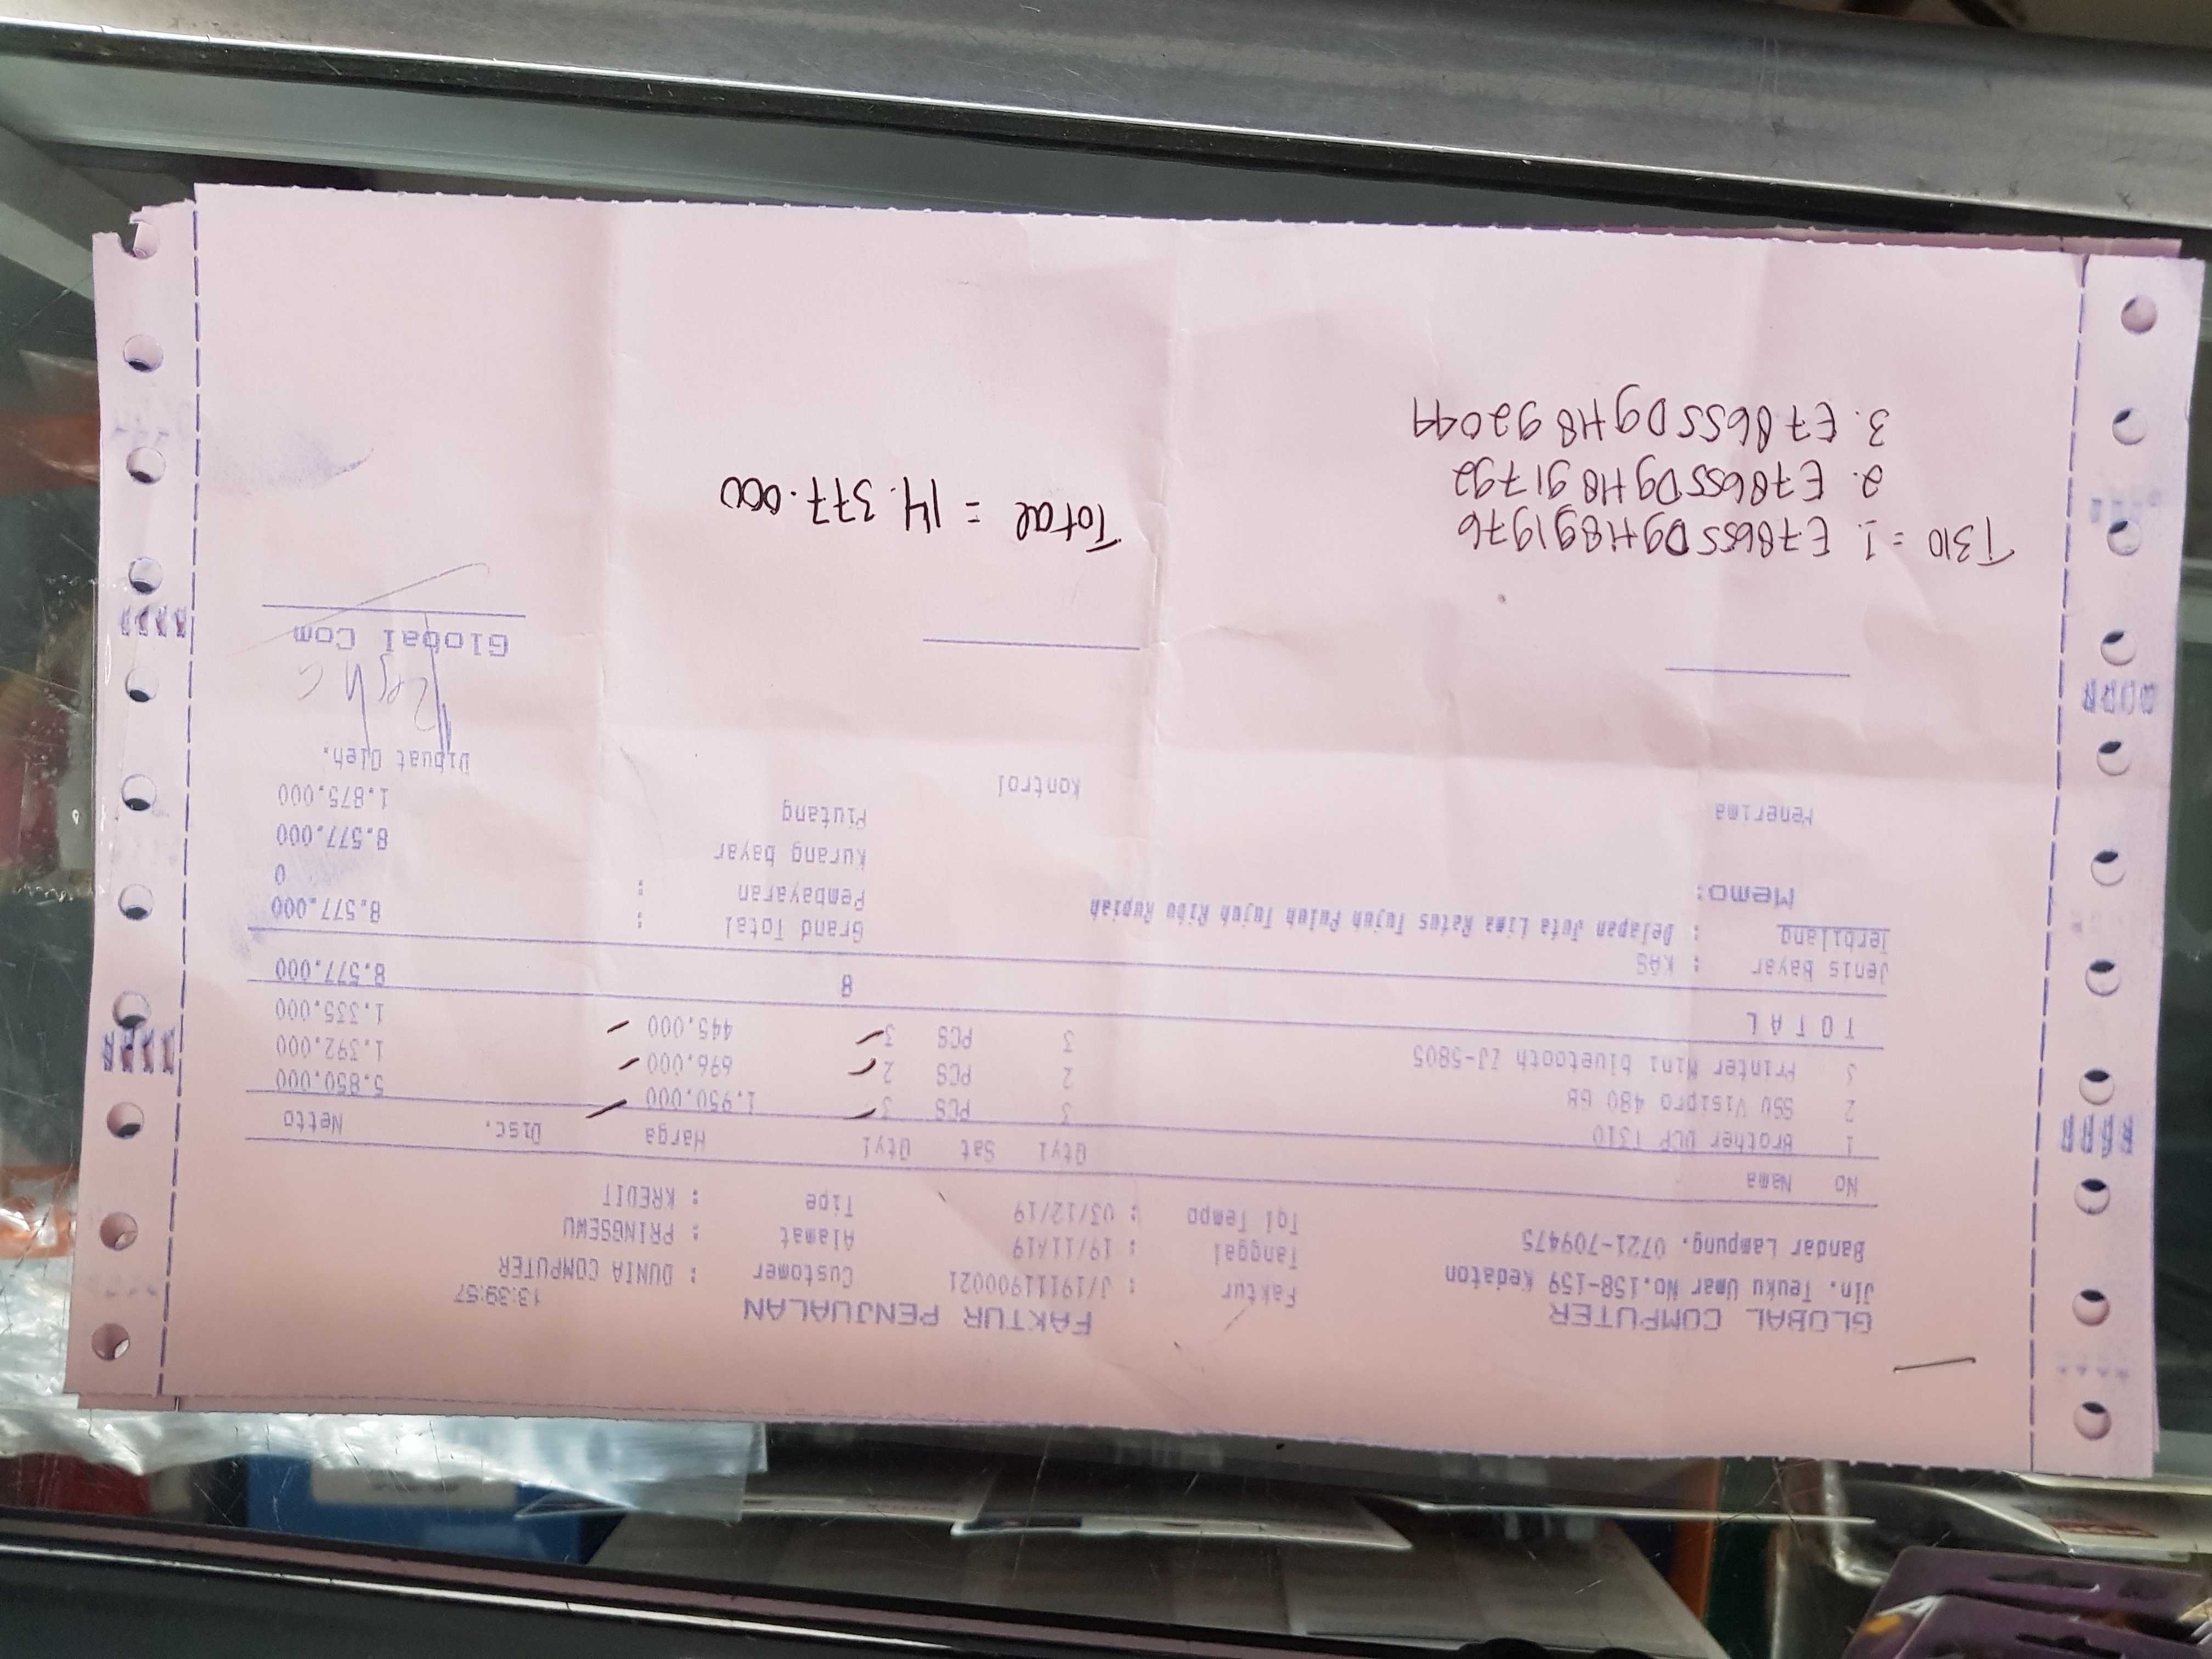 GLOBAL COMPUTER
Jln. Teuku Umar No.158-159 Kedaton
Bandar Lampung. 0721-709475
FAKTUR PENJUALAN 13:39:57
Faktur : J/191111900021
Tanggal : 19/11/19
Tgl Tempo : 03/12/19
Customer : DUNIA COMPUTER
Alamat : PRINGSEWU
Tipe : KREDIT
No Nama Qty1 Sat Qty1 Harga Disc. Netto
1 Brother DCP T310 3 PCS 3 1.950.000 5.850.000
2 SSD Visipro 480 GB 2 PCS 2 696.000 1.392.000
3 Printer Mini bluetooth ZJ-5805 3 PCS 3 445.000 1.335.000
T O T A L 8 8.577.000
Jenis bayar : KAS
Terbilang : Delapan Juta Lima Ratus Tujuh Puluh Tujuh Ribu Rupiah
Memo:
Grand Total : 8.577.000
Pembayaran : 0
Kurang bayar 8.577.000
Piutang 1.875.000
Penerima kontrol Dibuat Oleh.
Global Com
T310 = 1. E78655D9H891976
2. E78655D9H891792
3. E78655D9H892049
Total = 14.377.000